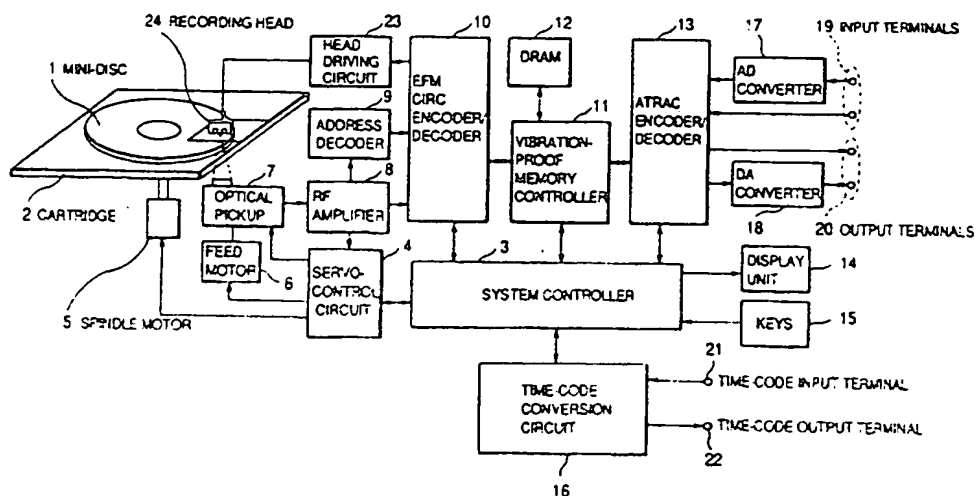 24 RECORDING HEAD
23
10
12
13
17
19 INPUT TERMINALS
1 MINI-DISC
HEAD
DRIVING
CIRCUIT
DRAM
AD
CONVERTER
9
EFM
CIRC
ENCODER/
DECODER
11
ATRAC
ENCODER/
DECODER
ADDRESS
DECODER
VIBRATION-
PROOF
MEMORY
CONTROLLER
7
8
2 CARTRIDGE
OPTICAL
PICKUP
RF
AMPLIFIER
DA
CONVERTER
18
20 OUTPUT TERMINALS
4
3
FEED
MOTOR
6
SERVO-
CONTROL
CIRCUIT
SYSTEM CONTROLLER
DISPLAY
UNIT
14
5 SPINDLE MOTOR
KEYS
15
21
TIME-CODE INPUT TERMINAL
TIME-CODE
CONVERSION
CIRCUIT
TIME-CODE OUTPUT TERMINAL
22
16